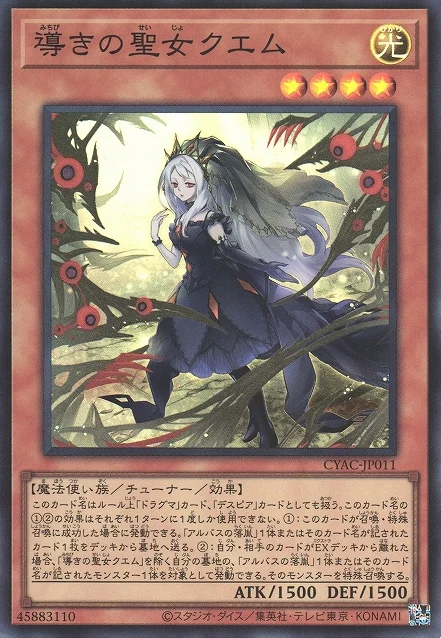 導きの聖女クエム
光
CYAC-JP011
【魔法使い族／チューナー／効果】
このカード名はルール上「ドラグマ」カード、「デスピア」カードとしても扱う。このカード名の
①②の効果はそれぞれ1ターンに1度しか使用できない。①：このカードが召喚・特殊
召喚に成功した場合に発動できる。「アルバスの落胤」1体またはそのカード名が記され
たカード1枚をデッキから墓地へ送る。②：自分・相手のカードがEXデッキから離れた
場合、「導きの聖女クエム」を除く自分の墓地の、「アルバスの落胤」1体またはそのカード
名が記されたモンスター1体を対象として発動できる。そのモンスターを特殊召喚する。
ATK/1500 DEF/1500
45883110 ©スタジオ・ダイス／集英社・テレビ東京・KONAMI